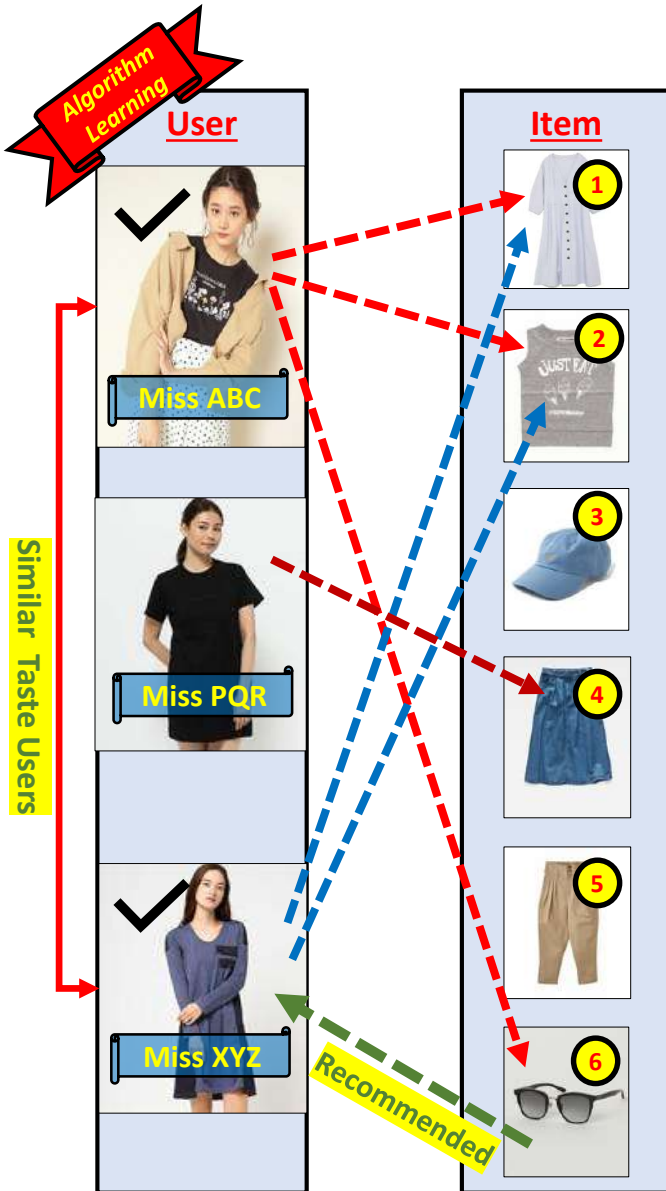 Algorithm
Learning
User
Item
Miss ABC
Miss PQR
Miss XYZ
Similar Taste Users
1
2
JUST EAT
3
4
5
6
Recommended